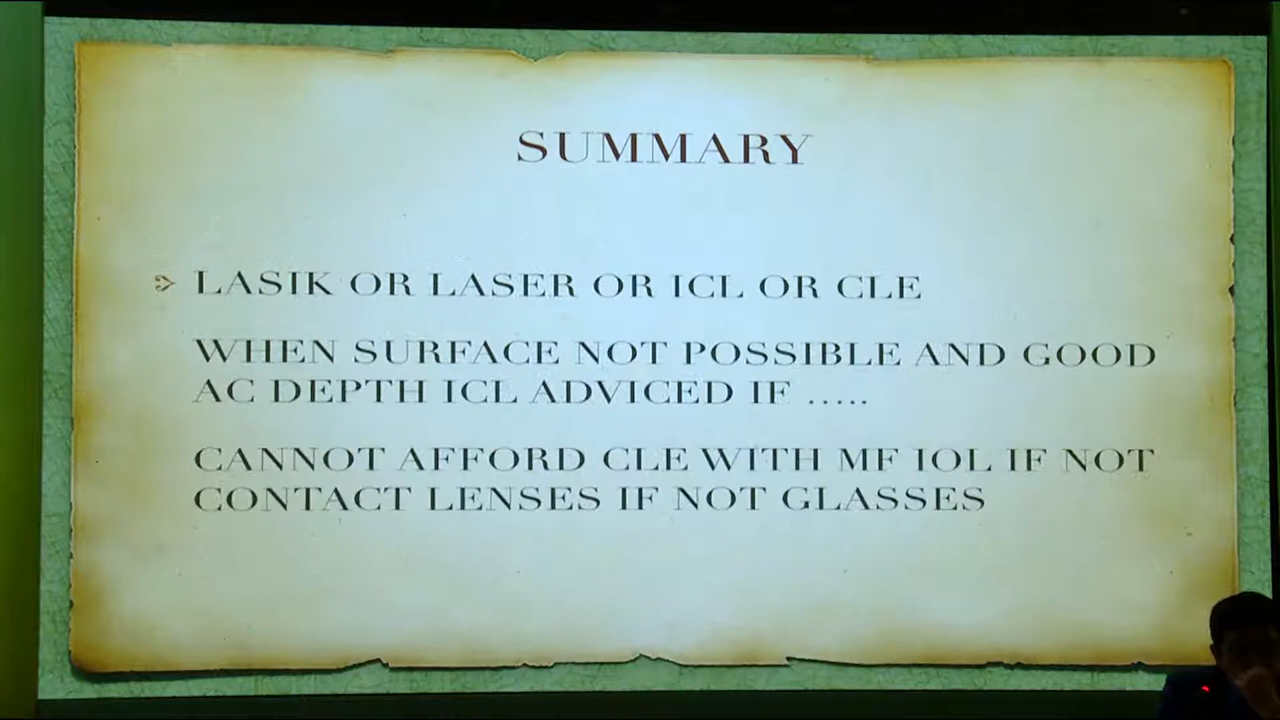 SUMMARY
LASIK OR LASER OR ICL OR CLE
WHEN SURFACE NOT POSSIBLE AND GOOD
AC DEPTH ICL ADVICED IF .....
CANNOT AFFORD CLE WITH MF IOL IF NOT
CONTACT LENSES IF NOT GLASSES